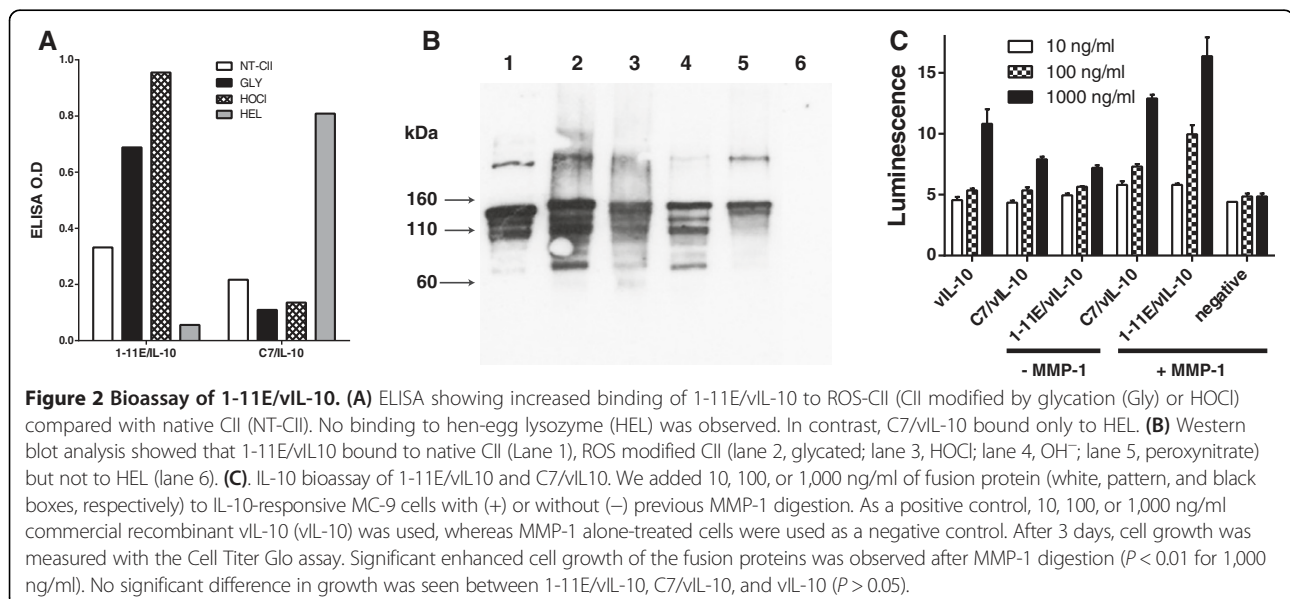 A
1.0
0.8
0.6
0.4
0.2
0.0
ELISA O.D
NT-CII
GLY
HOCl
HEL
1-11E/IL-10
C7/IL-10
B
1 2 3 4 5 6
kDa
160
110
60
C
10 ng/ml
100 ng/ml
1000 ng/ml
Luminescence
15
10
5
0
vIL-10
C7/vIL-10
1-11E/vIL-10
C7/vIL-10
1-11E/vIL-10
negative
- MMP-1
+ MMP-1
Figure 2 Bioassay of 1-11E/vIL-10. (A) ELISA showing increased binding of 1-11E/vIL-10 to ROS-CII (CII modified by glycation (Gly) or HOCl)
compared with native CII (NT-CII). No binding to hen-egg lysozyme (HEL) was observed. In contrast, C7/vIL-10 bound only to HEL. (B) Western
blot analysis showed that 1-11E/vIL10 bound to native CII (Lane 1), ROS modified CII (lane 2, glycated; lane 3, HOCl; lane 4, OH⁻; lane 5, peroxynitrate)
but not to HEL (lane 6). (C). IL-10 bioassay of 1-11E/vIL10 and C7/vIL-10. We added 10, 100, or 1,000 ng/ml of fusion protein (white, pattern, and black
boxes, respectively) to IL-10-responsive MC-9 cells with (+) or without (−) previous MMP-1 digestion. As a positive control, 10, 100, or 1,000 ng/ml
commercial recombinant vIL-10 (vIL-10) was used, whereas MMP-1 alone-treated cells were used as a negative control. After 3 days, cell growth was
measured with the Cell Titer Glo assay. Significant enhanced cell growth of the fusion proteins was observed after MMP-1 digestion (P < 0.01 for 1,000
ng/ml). No significant difference in growth was seen between 1-11E/vIL-10, C7/vIL-10, and vIL-10 (P > 0.05).